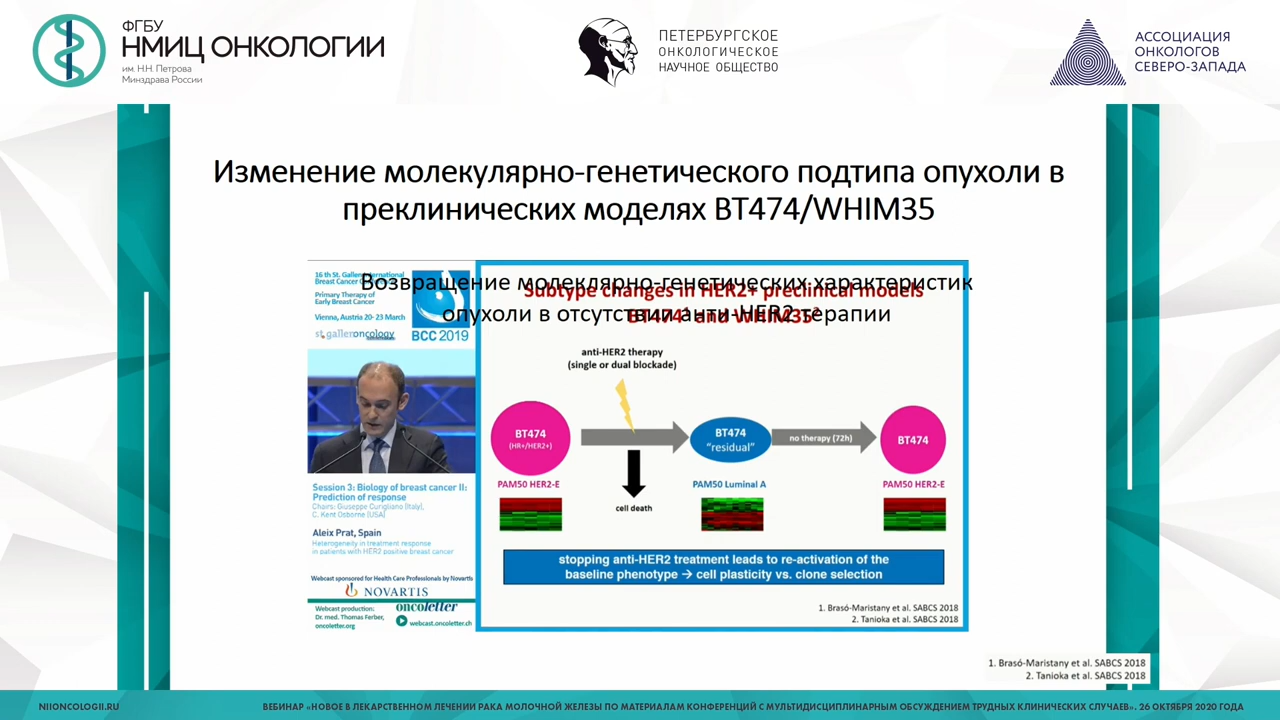 ФГБУ
НМИЦ ОНКОЛОГИИ
им. Н.Н. Петрова
Минздрава России
ПЕТЕРБУРГСКОЕ
ОНКОЛОГИЧЕСКОЕ
НАУЧНОЕ ОБЩЕСТВО
АССОЦИАЦИЯ
ОНКОЛОГОВ
СЕВЕРО-ЗАПАДА
Изменение молекулярно-генетического подтипа опухоли в
преклинических моделях BT474/WHIM35
Возвращение молеклярно-генетических характеристик
опухоли в отсутствии анти-HER2 терапии
16 th St. Gallen International
Breast Cancer
Primary Therapy of
Early Breast Cancer
Vienna, Austria 20- 23 March
st.gallenoncology
BCC 2019
Subtype changes in HER2+ preclinical models
BT474¹ and WHIM35²
anti-HER2 therapy
(single or dual blockade)
BT474
(HR+/HER2+)
BT474
“residual”
no therapy (72h)
BT474
PAM50 HER2-E
PAM50 Luminal A
PAM50 HER2-E
cell death
stopping anti-HER2 treatment leads to re-activation of the
baseline phenotype → cell plasticity vs. clone selection
1. Brasó-Maristany et al. SABCS 2018
2. Tanioka et al. SABCS 2018
Session 3: Biology of breast cancer II:
Prediction of response
Chairs: Giuseppe Curigliano (Italy),
C. Kent Osborne (USA)
Aleix Prat, Spain
Heterogeneity in treatment response
in patients with HER2 positive breast cancer
Webcast sponsored for Health Care Professionals by Novartis
NOVARTIS
Webcast production:
Dr. med. Thomas Ferber,
oncoletter.org
oncoletter
webcast.oncoletter.ch
1. Brasó-Maristany et al. SABCS 2018
2. Tanioka et al. SABCS 2018
NIIONCOLOGII.RU
ВЕБИНАР «НОВОЕ В ЛЕКАРСТВЕННОМ ЛЕЧЕНИИ РАКА МОЛОЧНОЙ ЖЕЛЕЗЫ ПО МАТЕРИАЛАМ КОНФЕРЕНЦИЙ С МУЛЬТИДИСЦИПЛИНАРНЫМ ОБСУЖДЕНИЕМ ТРУДНЫХ КЛИНИЧЕСКИХ СЛУЧАЕВ». 26 ОКТЯБРЯ 2020 ГОДА